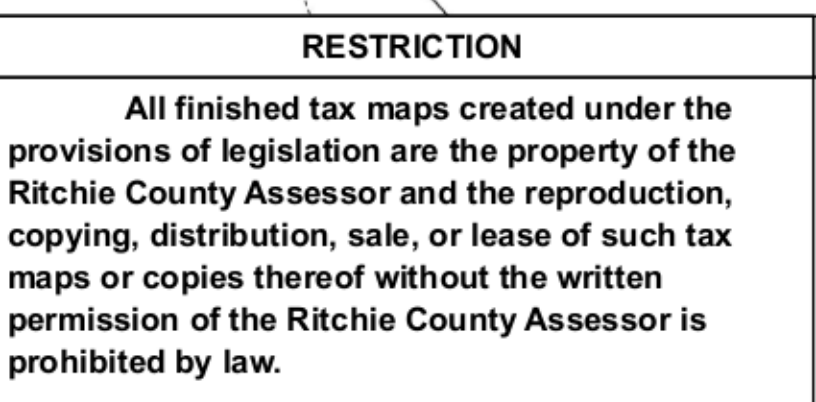 RESTRICTION
All finished tax maps created under the
provisions of legislation are the property of the
Ritchie County Assessor and the reproduction,
copying, distribution, sale, or lease of such tax
maps or copies thereof without the written
permission of the Ritchie County Assessor is
prohibited by law.